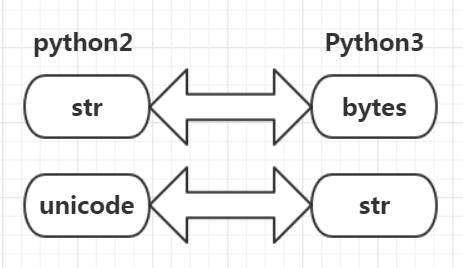 python2 Python3
str bytes
unicode str